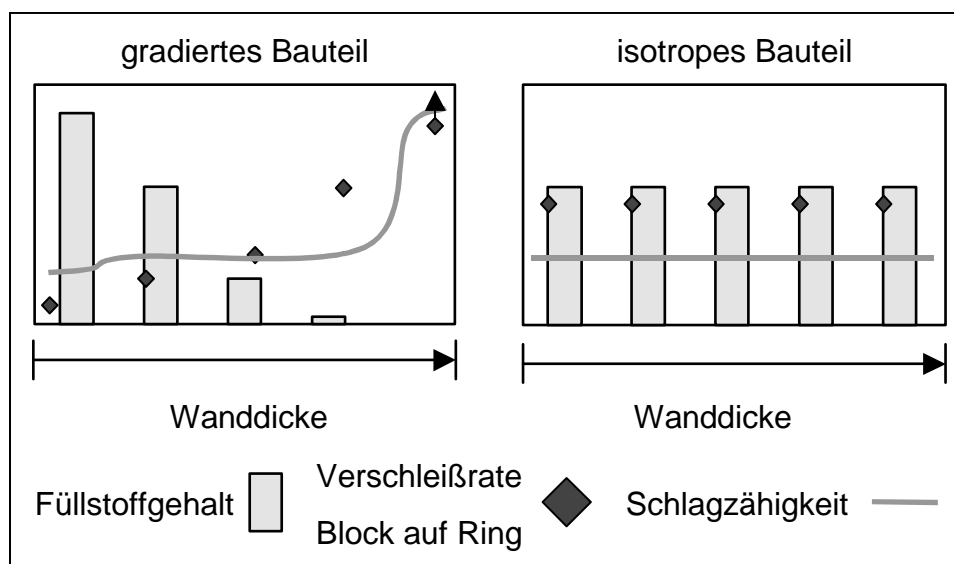 gradiertes Bauteil
isotropes Bauteil
Wanddicke
Wanddicke
Füllstoffgehalt
Verschleißrate
Block auf Ring
Schlagzähigkeit